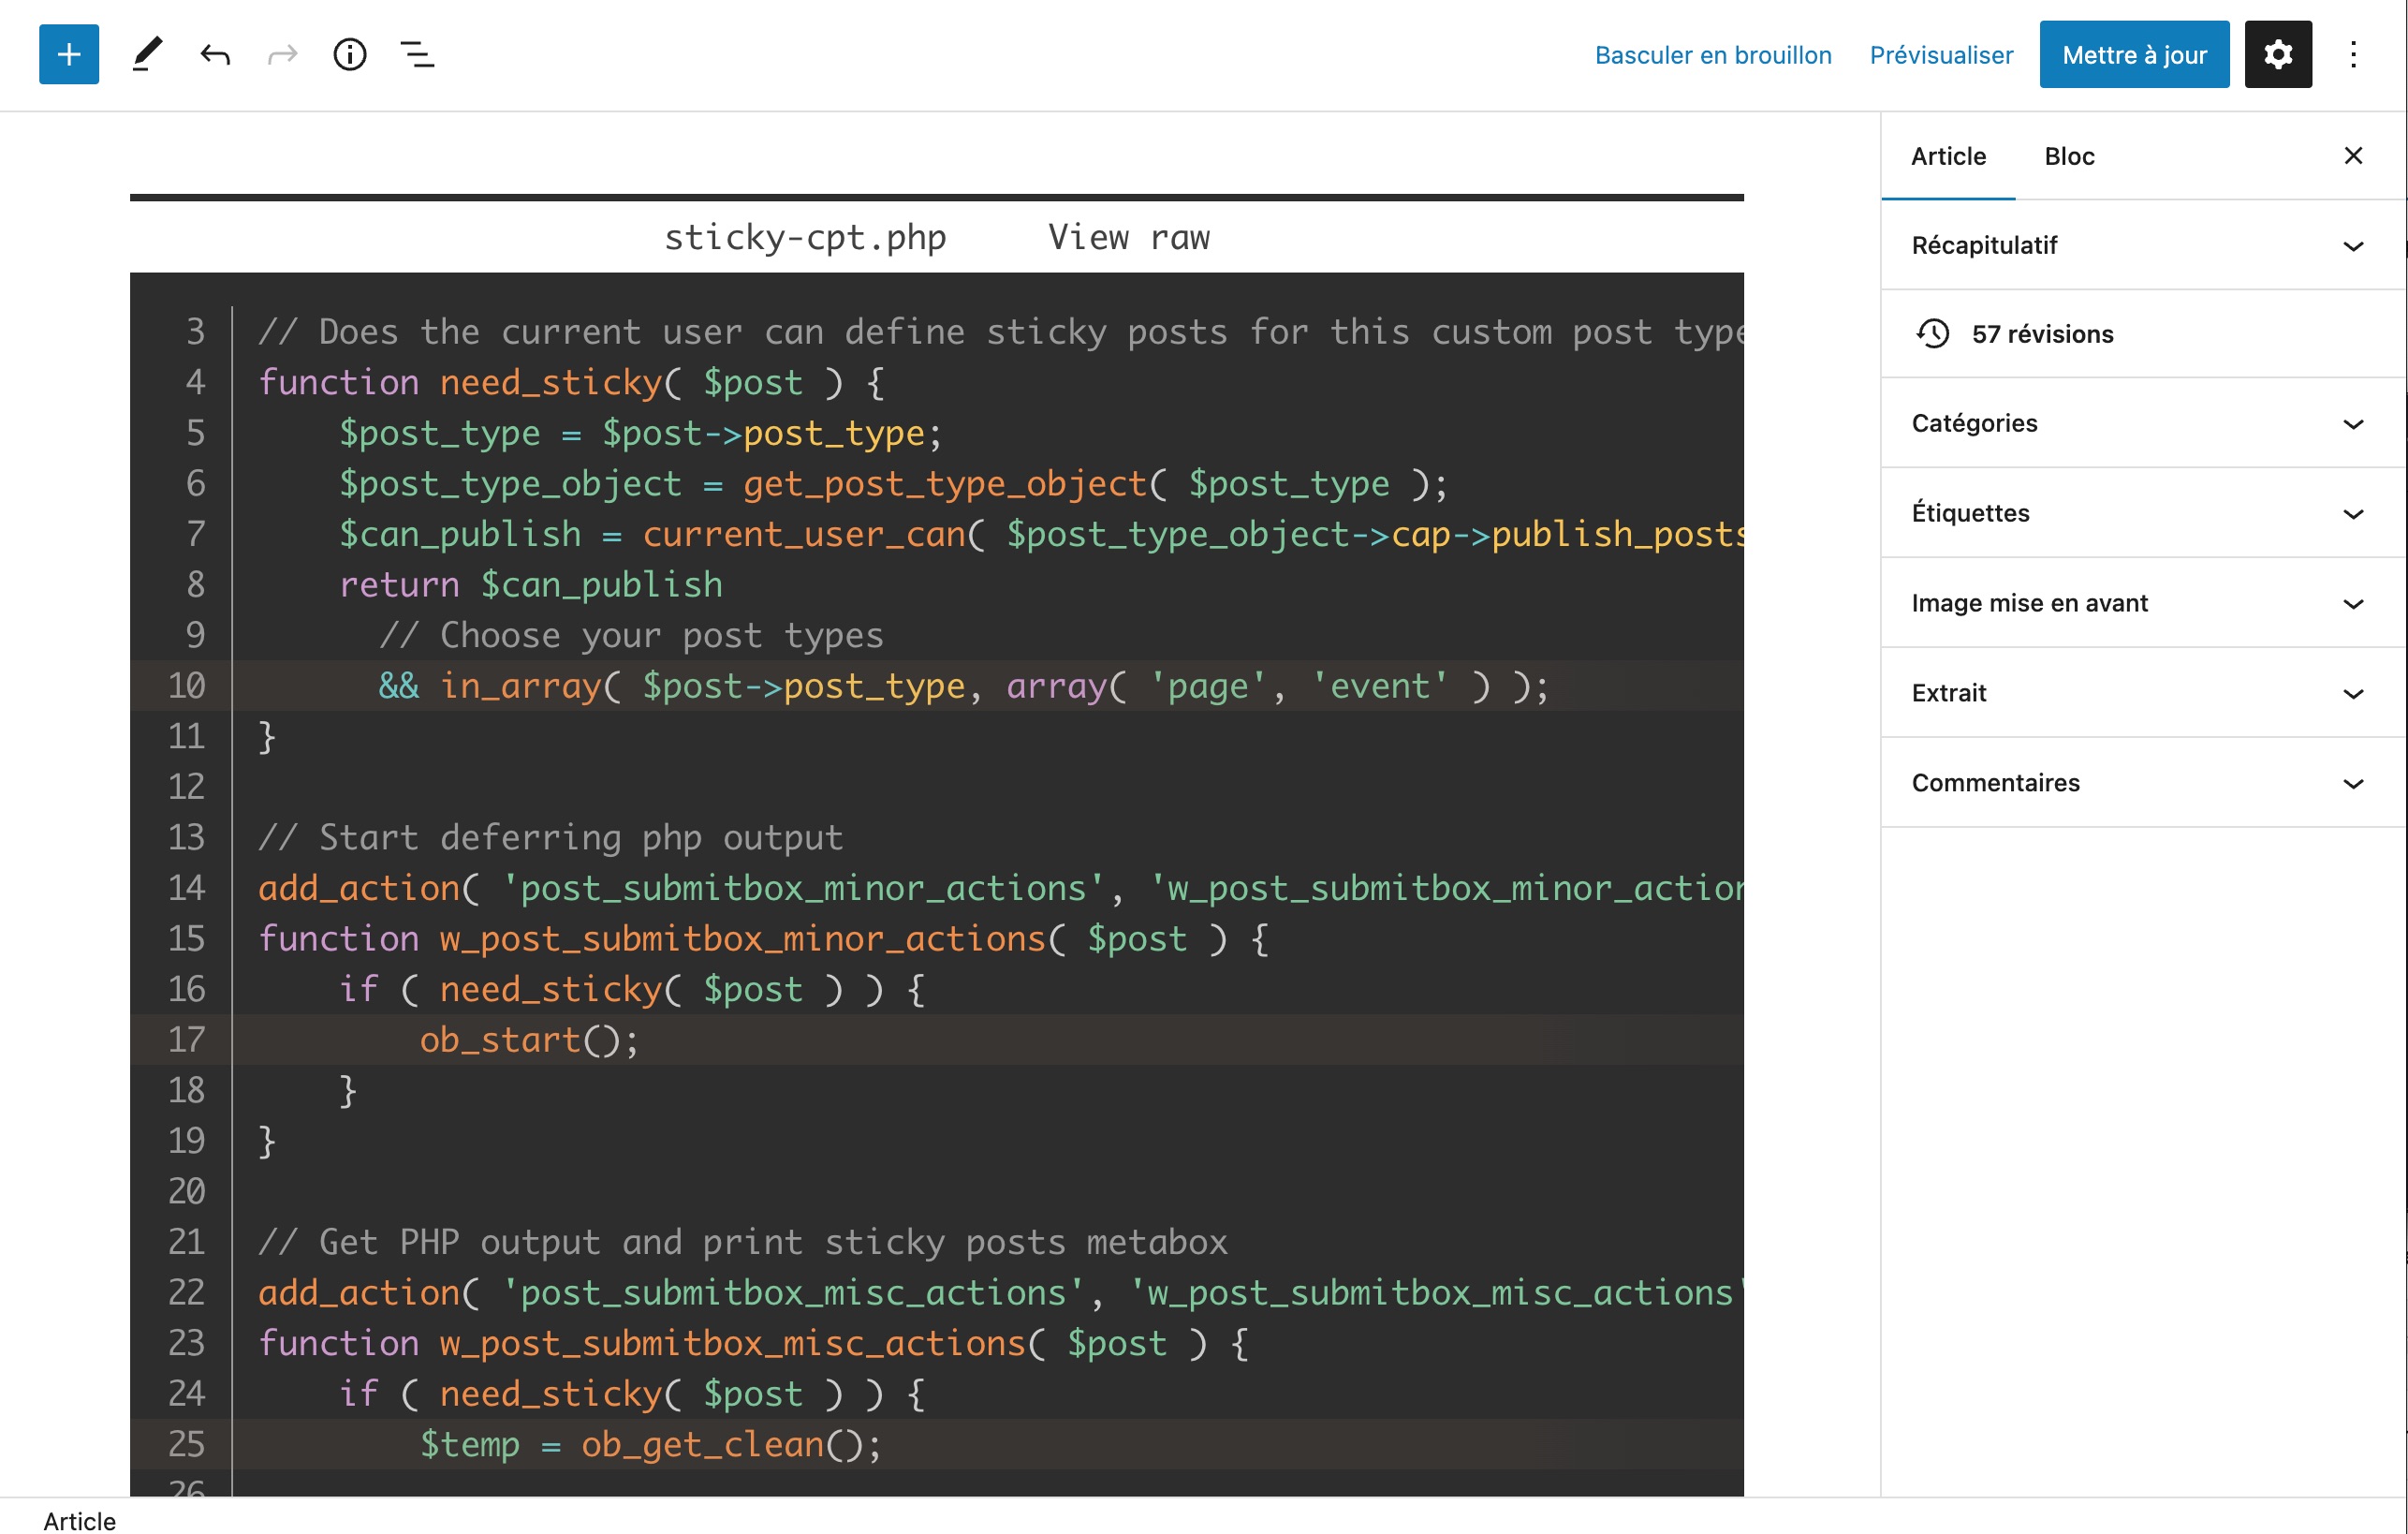 Basculer en brouillon Prévisualiser Mettre à jour
Article Bloc
sticky-cpt.php View raw
Récapitulatif
57 révisions
Catégories
Étiquettes
Image mise en avant
Extrait
Commentaires
3 // Does the current user can define sticky posts for this custom post type
4 function need_sticky( $post ) {
5 $post_type = $post->post_type;
6 $post_type_object = get_post_type_object( $post_type );
7 $can_publish = current_user_can( $post_type_object->cap->publish_posts
8 return $can_publish
9 // Choose your post types
10 && in_array( $post->post_type, array( 'page', 'event' ) );
11 }
12
13 // Start deferring php output
14 add_action( 'post_submitbox_minor_actions', 'w_post_submitbox_minor_action
15 function w_post_submitbox_minor_actions( $post ) {
16 if ( need_sticky( $post ) ) {
17 ob_start();
18 }
19 }
20
21 // Get PHP output and print sticky posts metabox
22 add_action( 'post_submitbox_misc_actions', 'w_post_submitbox_misc_actions'
23 function w_post_submitbox_misc_actions( $post ) {
24 if ( need_sticky( $post ) ) {
25 $temp = ob_get_clean();
26
Article